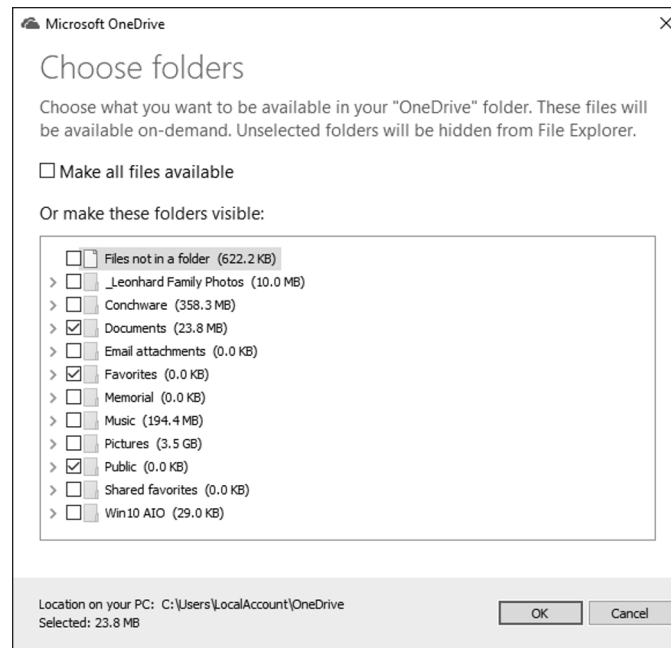 Microsoft OneDrive
Choose folders
Choose what you want to be available in your "OneDrive" folder. These files will
be available on-demand. Unselected folders will be hidden from File Explorer.
Make all files available
Or make these folders visible:
Files not in a folder (622.2 KB)
_Leonhard Family Photos (10.0 MB)
Conchware (358.3 MB)
Documents (23.8 MB)
Email attachments (0.0 KB)
Favorites (0.0 KB)
Memorial (0.0 KB)
Music (194.4 MB)
Pictures (3.5 GB)
Public (0.0 KB)
Shared favorites (0.0 KB)
Win10 AIO (29.0 KB)
Location on your PC: C:\Users\LocalAccount\OneDrive
Selected: 23.8 MB
OK
Cancel